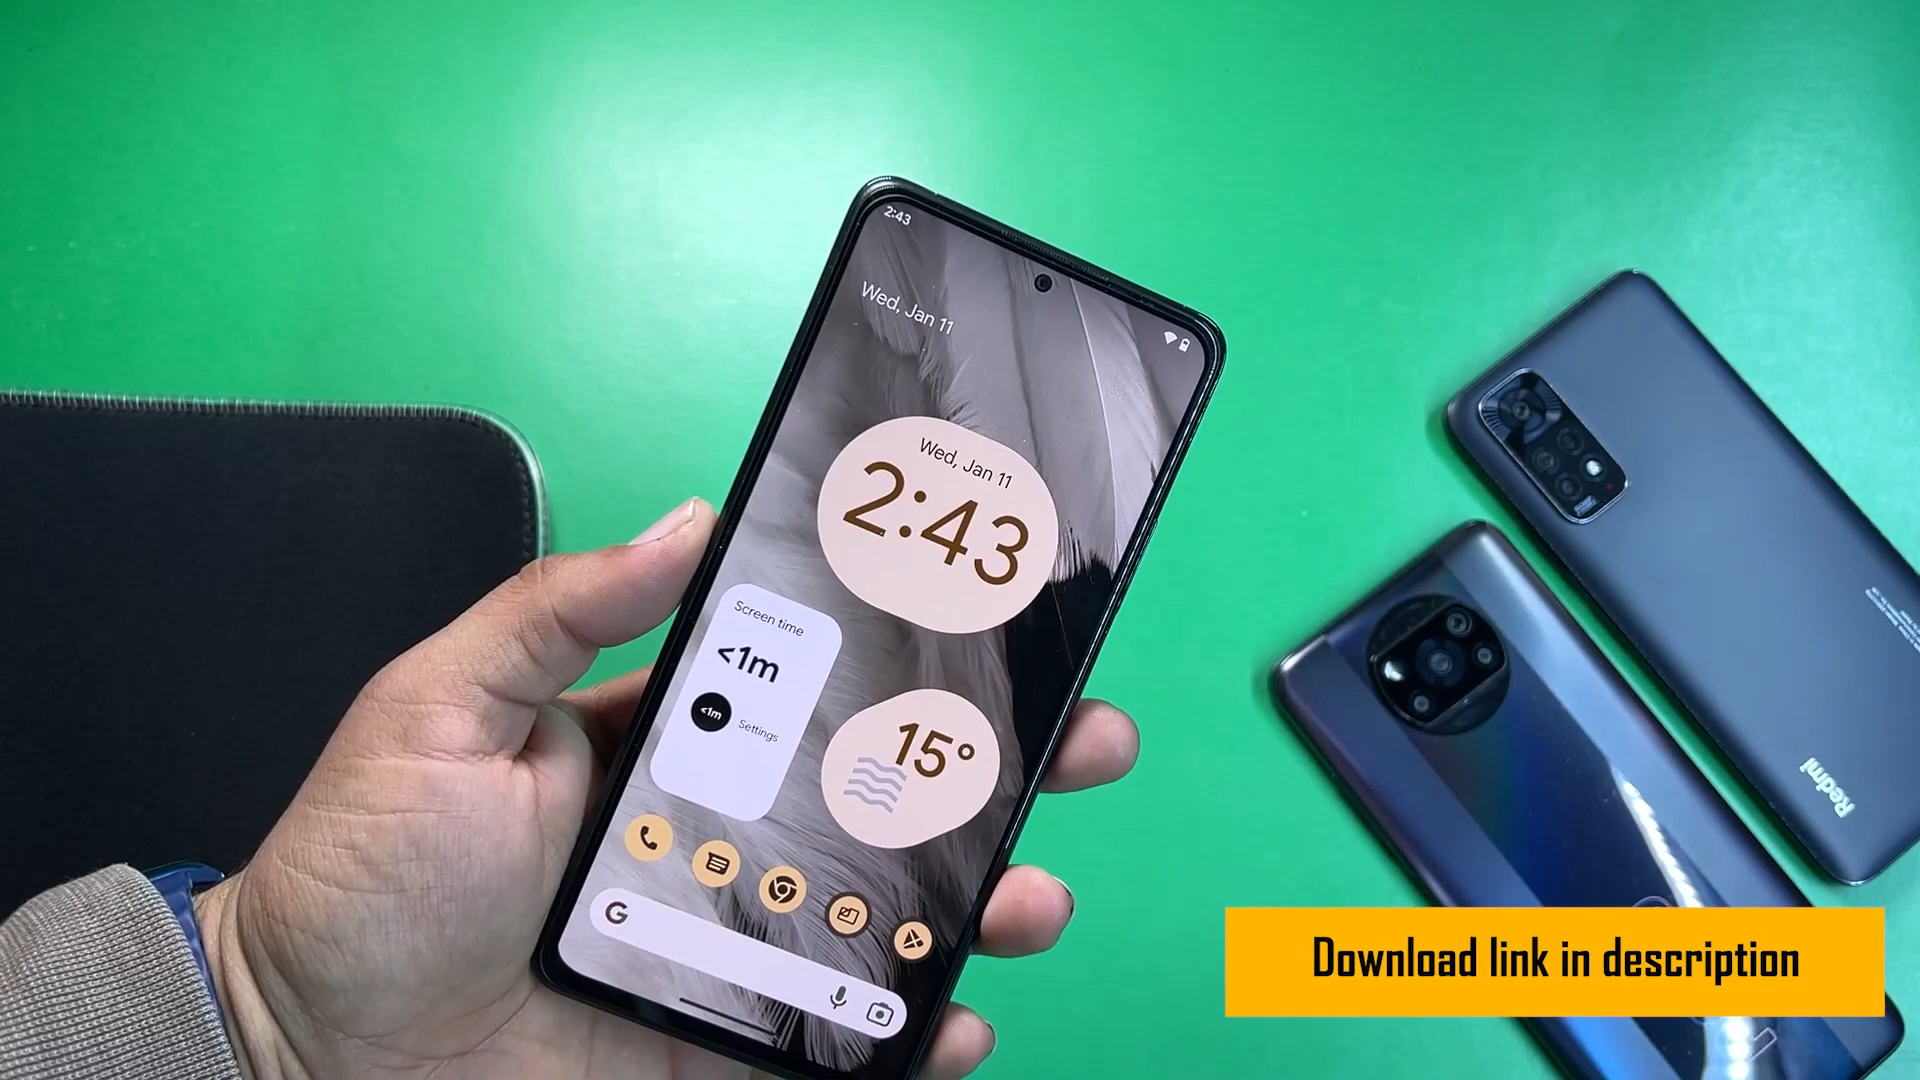 2:43
Wed, Jan 11
Wed, Jan 11
2:43
Screen time
<1m
<1m
Settings
15°
G
Redmi
Download link in description